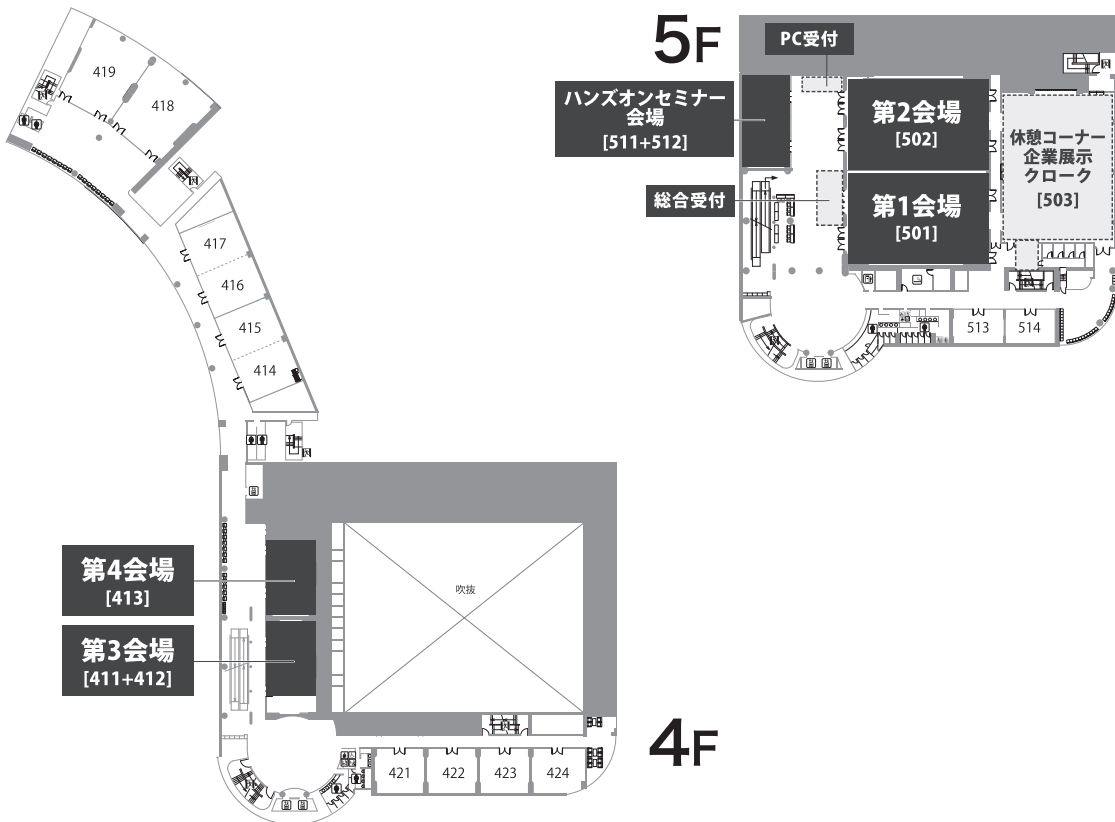 5F
PC受付
ハンズオンセミナー
会場
[511+512]
総合受付
第2会場
[502]
第1会場
[501]
休憩コーナー
企業展示
クローク
[503]
513
514
419
418
417
416
415
414
第4会場
[413]
第3会場
[411+412]
吹抜
4F
421
422
423
424